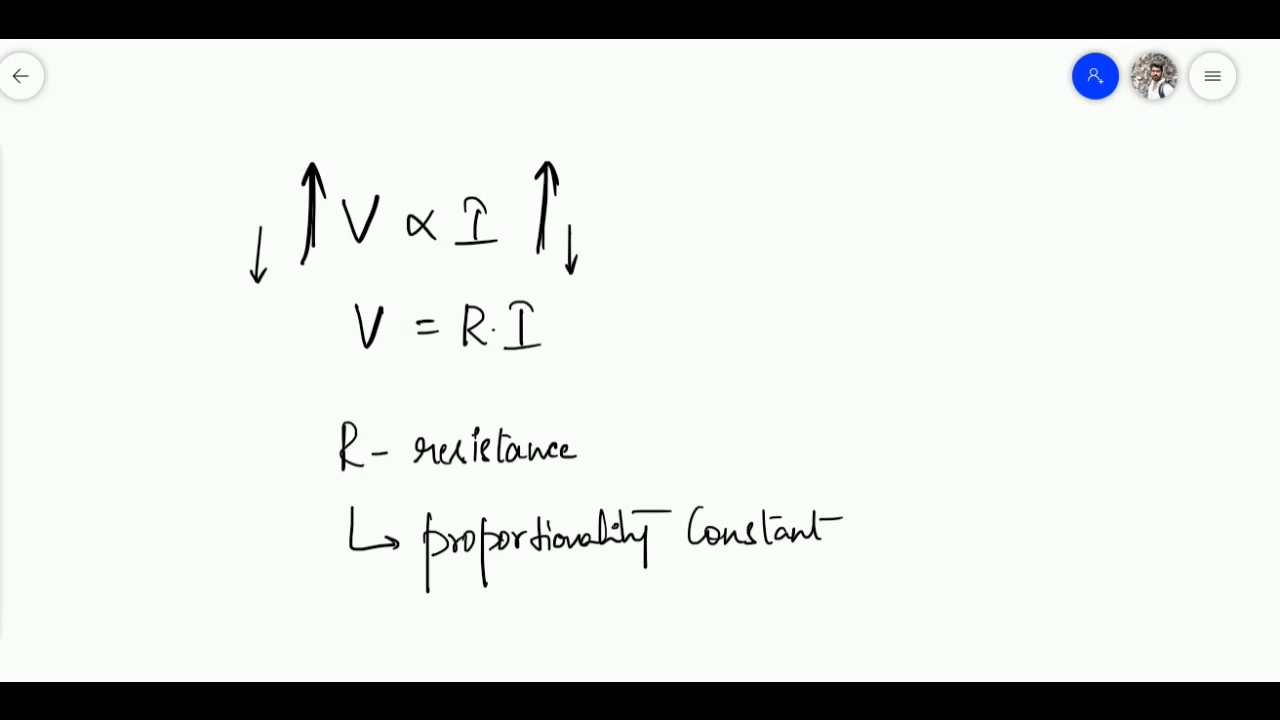 V ∝ I
V = R.I
R - resistance
proportionality Constant